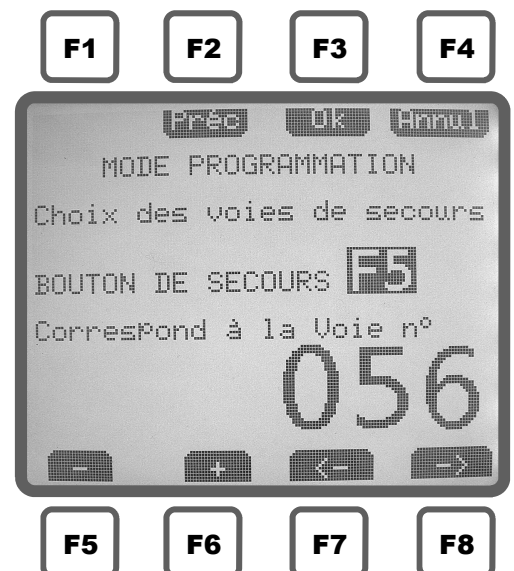 F1 F2 F3 F4
Préc Ok Annul
MODE PROGRAMMATION
Choix des voies de secours
BOUTON DE SECOURS F5
Correspond à la Voie n°
056
- + <- ->
F5 F6 F7 F8